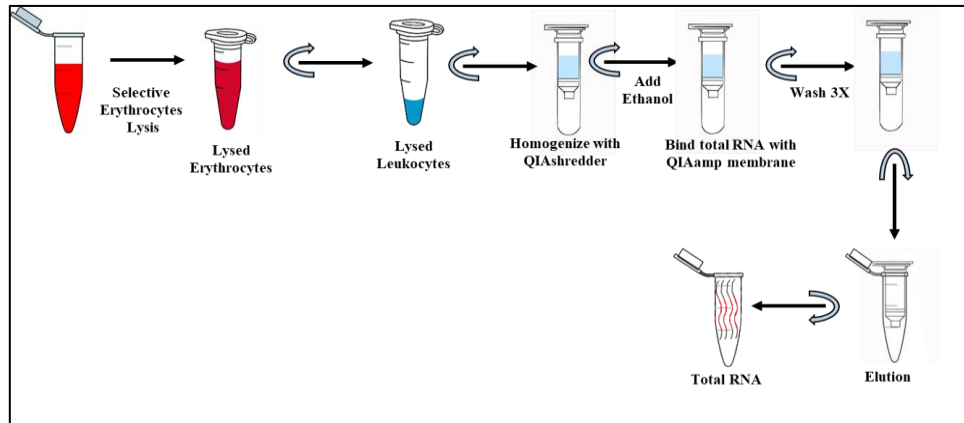 Selective
Erythrocytes
Lysis
Lysed
Erythrocytes
Lysed
Leukocytes
Homogenize with
QIAshredder
Add
Ethanol
Bind total RNA with
QIAamp membrane
Wash 3X
Total RNA
Elution